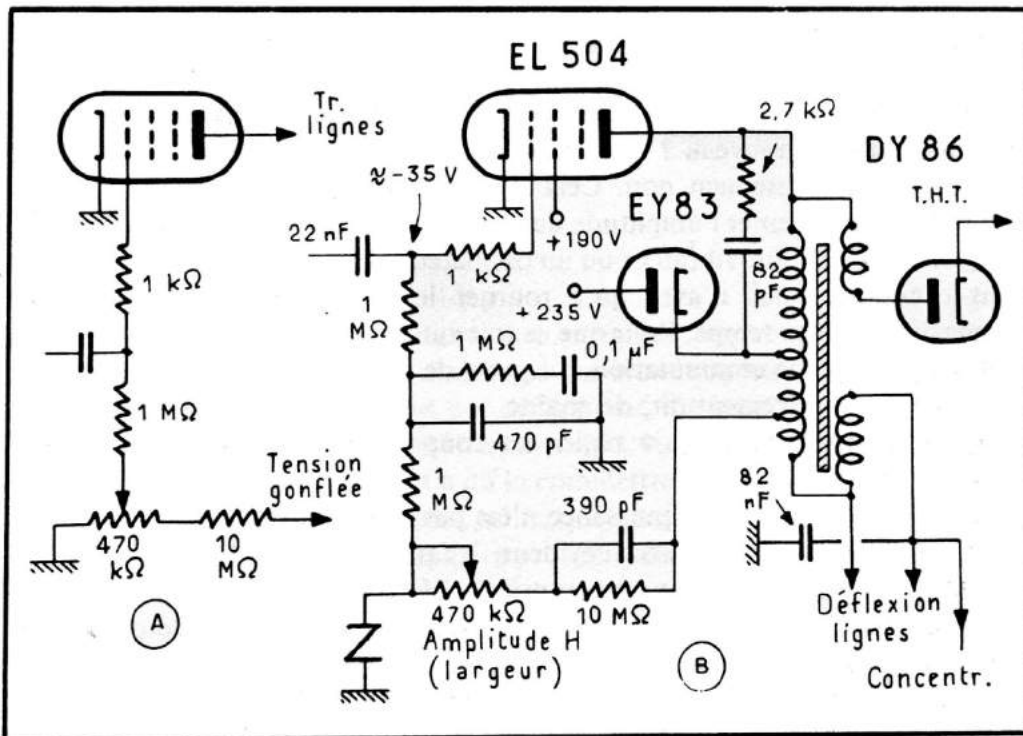 EL 504
Tr.
lignes
2,7 kΩ
DY 86
≈ -35 V
EY83
T.H.T.
22 nF
+190 V
1 kΩ
1 kΩ
82
pF
1
MΩ
+235 V
1 MΩ
0,1 µF
1 MΩ
470 pF
Tension
gonflée
1
MΩ
390 pF
82
nF
470
kΩ
10
MΩ
470 kΩ
10 MΩ
A
Amplitude H
(largeur)
B
Déflexion
lignes
Concentr.